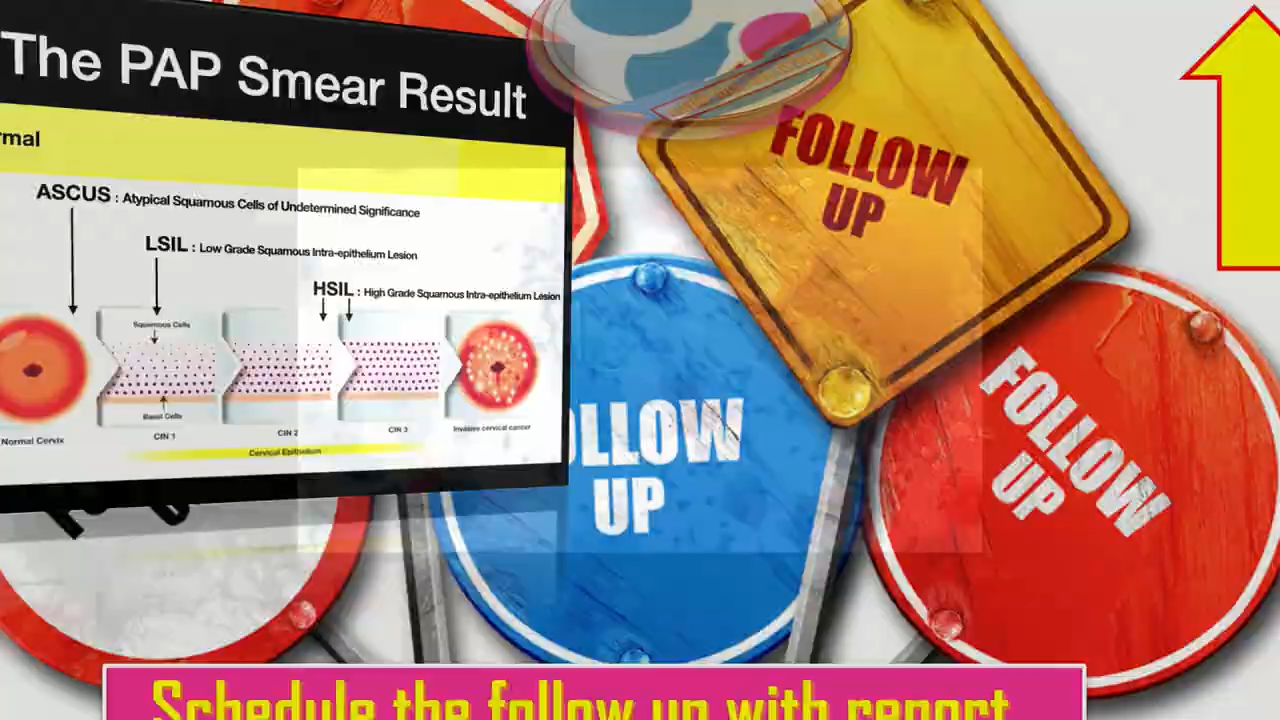 The PAP Smear Result
rmal
ASCUS : Atypical Squamous Cells of Undetermined Significance
LSIL : Low Grade Squamous Intra-epithelium Lesion
HSIL : High Grade Squamous Intra-epithelium Lesion
Squamous Cells
Basal Cells
Normal Cervix
CIN 1
CIN 2
CIN 3
Invasive cervical cancer
Cervical Epithelium
FOLLOW
UP
OLLOW
UP
FOLLOW
UP
Schedule the follow up with report